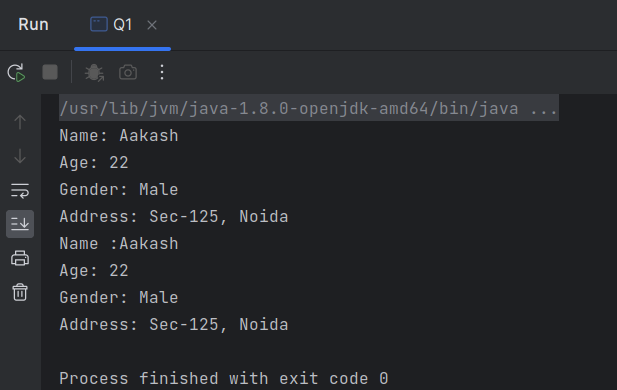 Run Q1
/usr/lib/jvm/java-1.8.0-openjdk-amd64/bin/java ...
Name: Aakash
Age: 22
Gender: Male
Address: Sec-125, Noida
Name :Aakash
Age: 22
Gender: Male
Address: Sec-125, Noida
Process finished with exit code 0